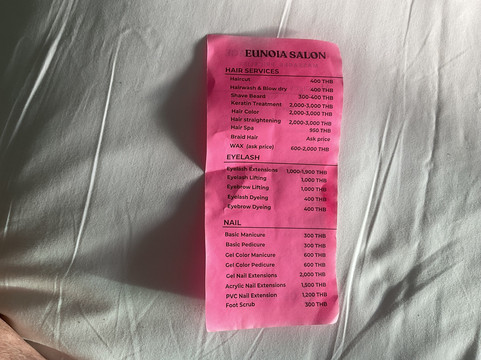 EUNOIA SALON
HAIR SERVICES
Haircut 400 THB
Hairwash & Blow dry 400 THB
Shave Beard 300-400 THB
Keratin Treatment 2,000-3,000 THB
Hair Color 2,000-3,000 THB
Hair straightening 2,000-3,000 THB
Hair Spa 950 THB
Braid Hair Ask price
WAX (ask price) 600-2,000 THB
EYELASH
Eyelash Extensions 1,000/1,900 THB
Eyelash Lifting 1,000 THB
Eyebrow Lifting 1,000 THB
Eyelash Dyeing 400 THB
Eyebrow Dyeing 400 THB
NAIL
Basic Manicure 300 THB
Basic Pedicure 300 THB
Gel Color Manicure 600 THB
Gel Color Pedicure 600 THB
Gel Nail Extensions 2,000 THB
Acrylic Nail Extensions 1,500 THB
PVC Nail Extension 1,200 THB
Foot Scrub 300 THB